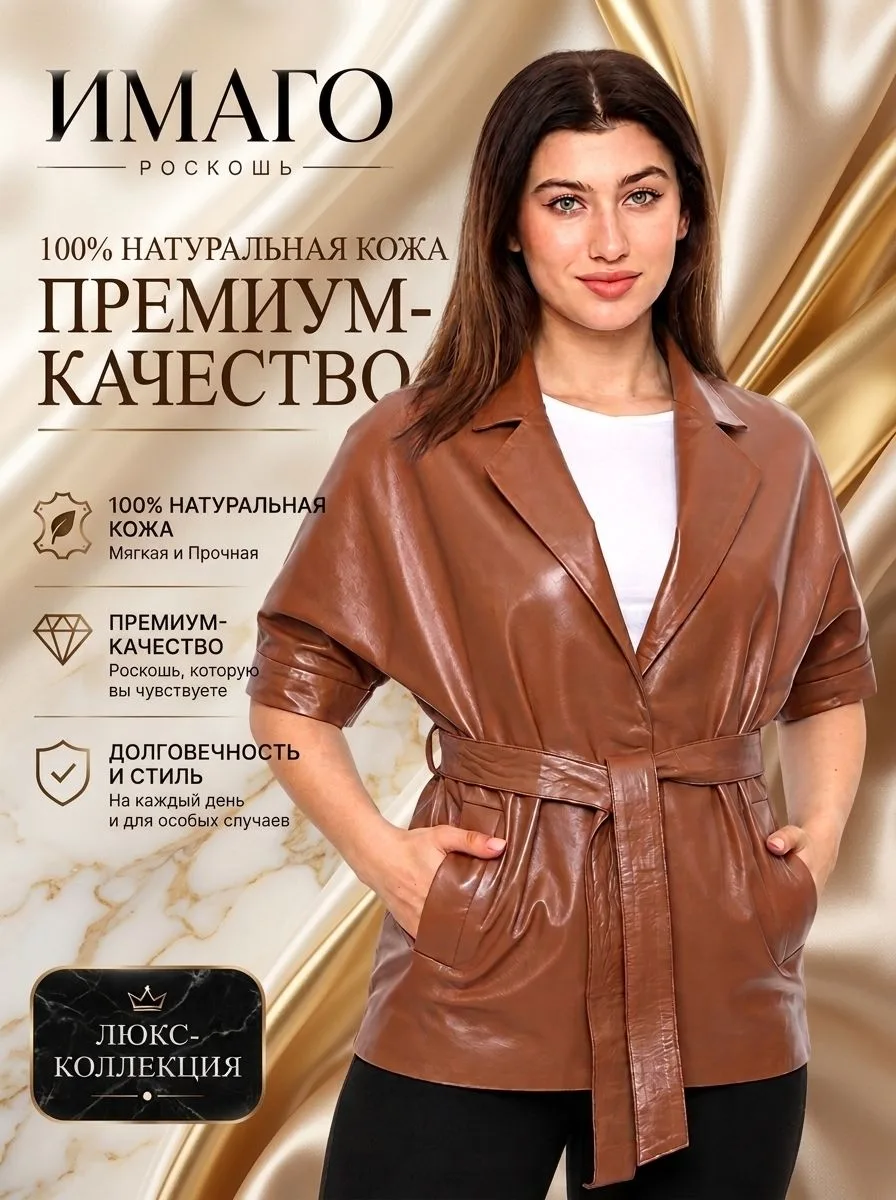 ИМАГО
РОСКОШЬ
100% НАТУРАЛЬНАЯ КОЖА
ПРЕМИУМ-
КАЧЕСТВО
100% НАТУРАЛЬНАЯ
КОЖА
Мягкая и Прочная
ПРЕМИУМ-
КАЧЕСТВО
Роскошь, которую
вы чувствуете
ДОЛГОВЕЧНОСТЬ
И СТИЛЬ
На каждый день
и для особых случаев
ЛЮКС-
КОЛЛЕКЦИЯ